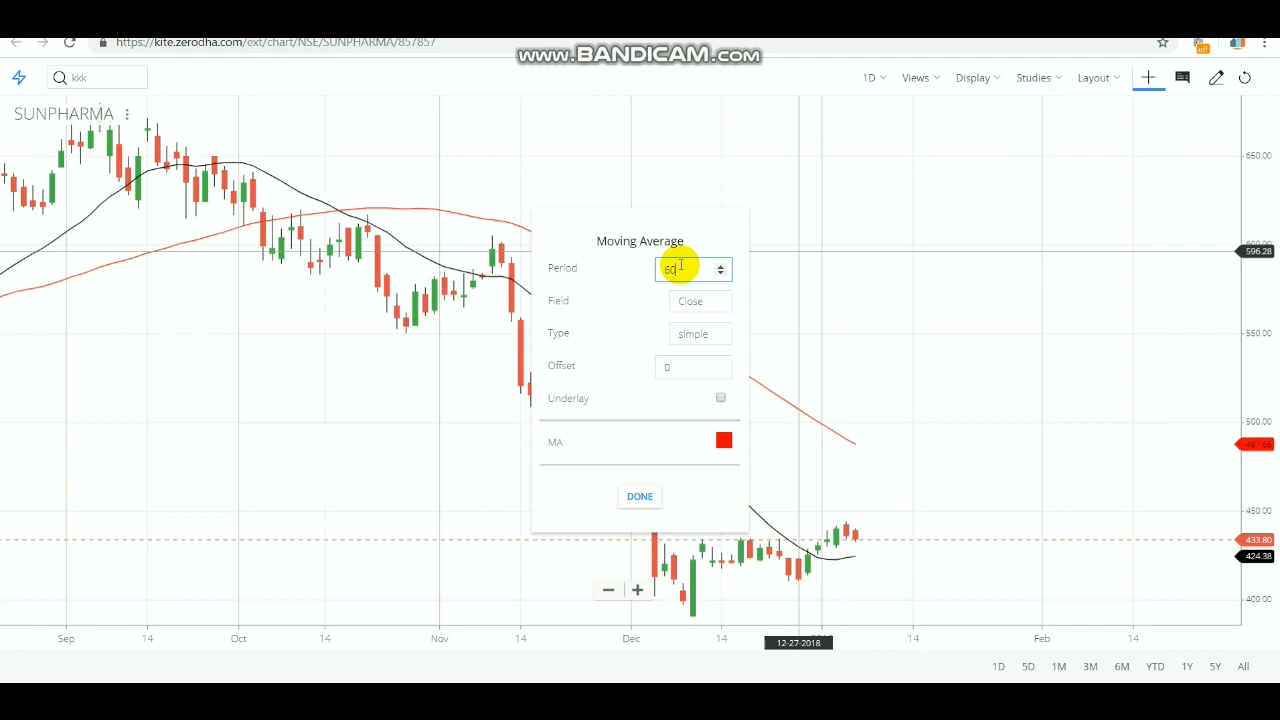 https://kite.zerodha.com/ext/chart/NSE/SUNPHARMA/857857
www.BANDICAM.com
off
kkk
1D
Views
Display
Studies
Layout
SUNPHARMA
650.00
596.28
550.00
500.00
450.00
433.80
424.38
400.00
Moving Average
Period
60
Field
Close
Type
simple
Offset
0
Underlay
MA
DONE
Sep
14
Oct
14
Nov
14
Dec
14
14
Feb
14
12-27-2018
1D
5D
1M
3M
6M
YTD
1Y
5Y
All